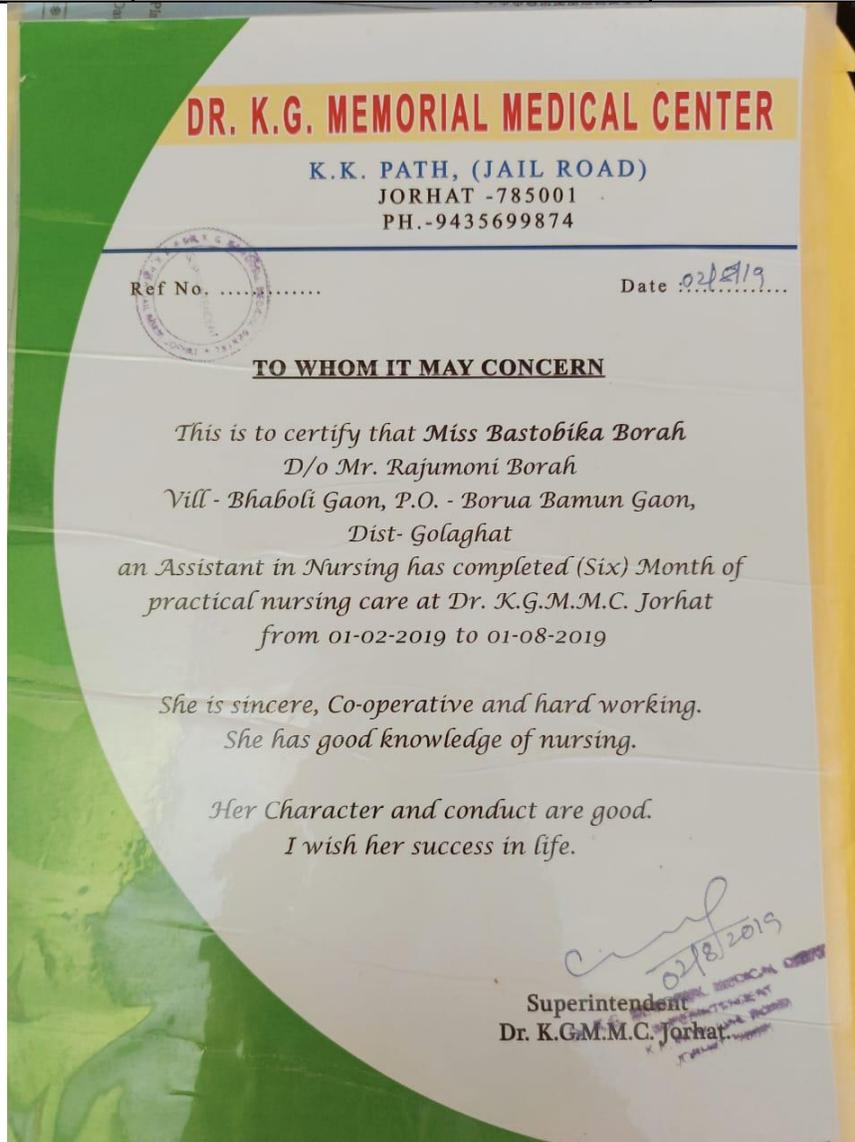 DR. K.G. MEMORIAL MEDICAL CENTER
K.K. PATH, (JAIL ROAD)
JORHAT -785001
PH.-9435699874
Ref No. .............
Date :02/8/19
TO WHOM IT MAY CONCERN
This is to certify that Miss Bastobika Borah
D/o Mr. Rajumoni Borah
Vill - Bhaboli Gaon, P.O. - Borua Bamun Gaon,
Dist- Golaghat
an Assistant in Nursing has completed (Six) Month of
practical nursing care at Dr. K.G.M.M.C. Jorhat
from 01-02-2019 to 01-08-2019
She is sincere, Co-operative and hard working.
She has good knowledge of nursing.
Her Character and conduct are good.
I wish her success in life.
02/8/2019
Superintendent
Dr. K.G.M.M.C. Jorhat.
MEDICAL
SUPERINTENDENT